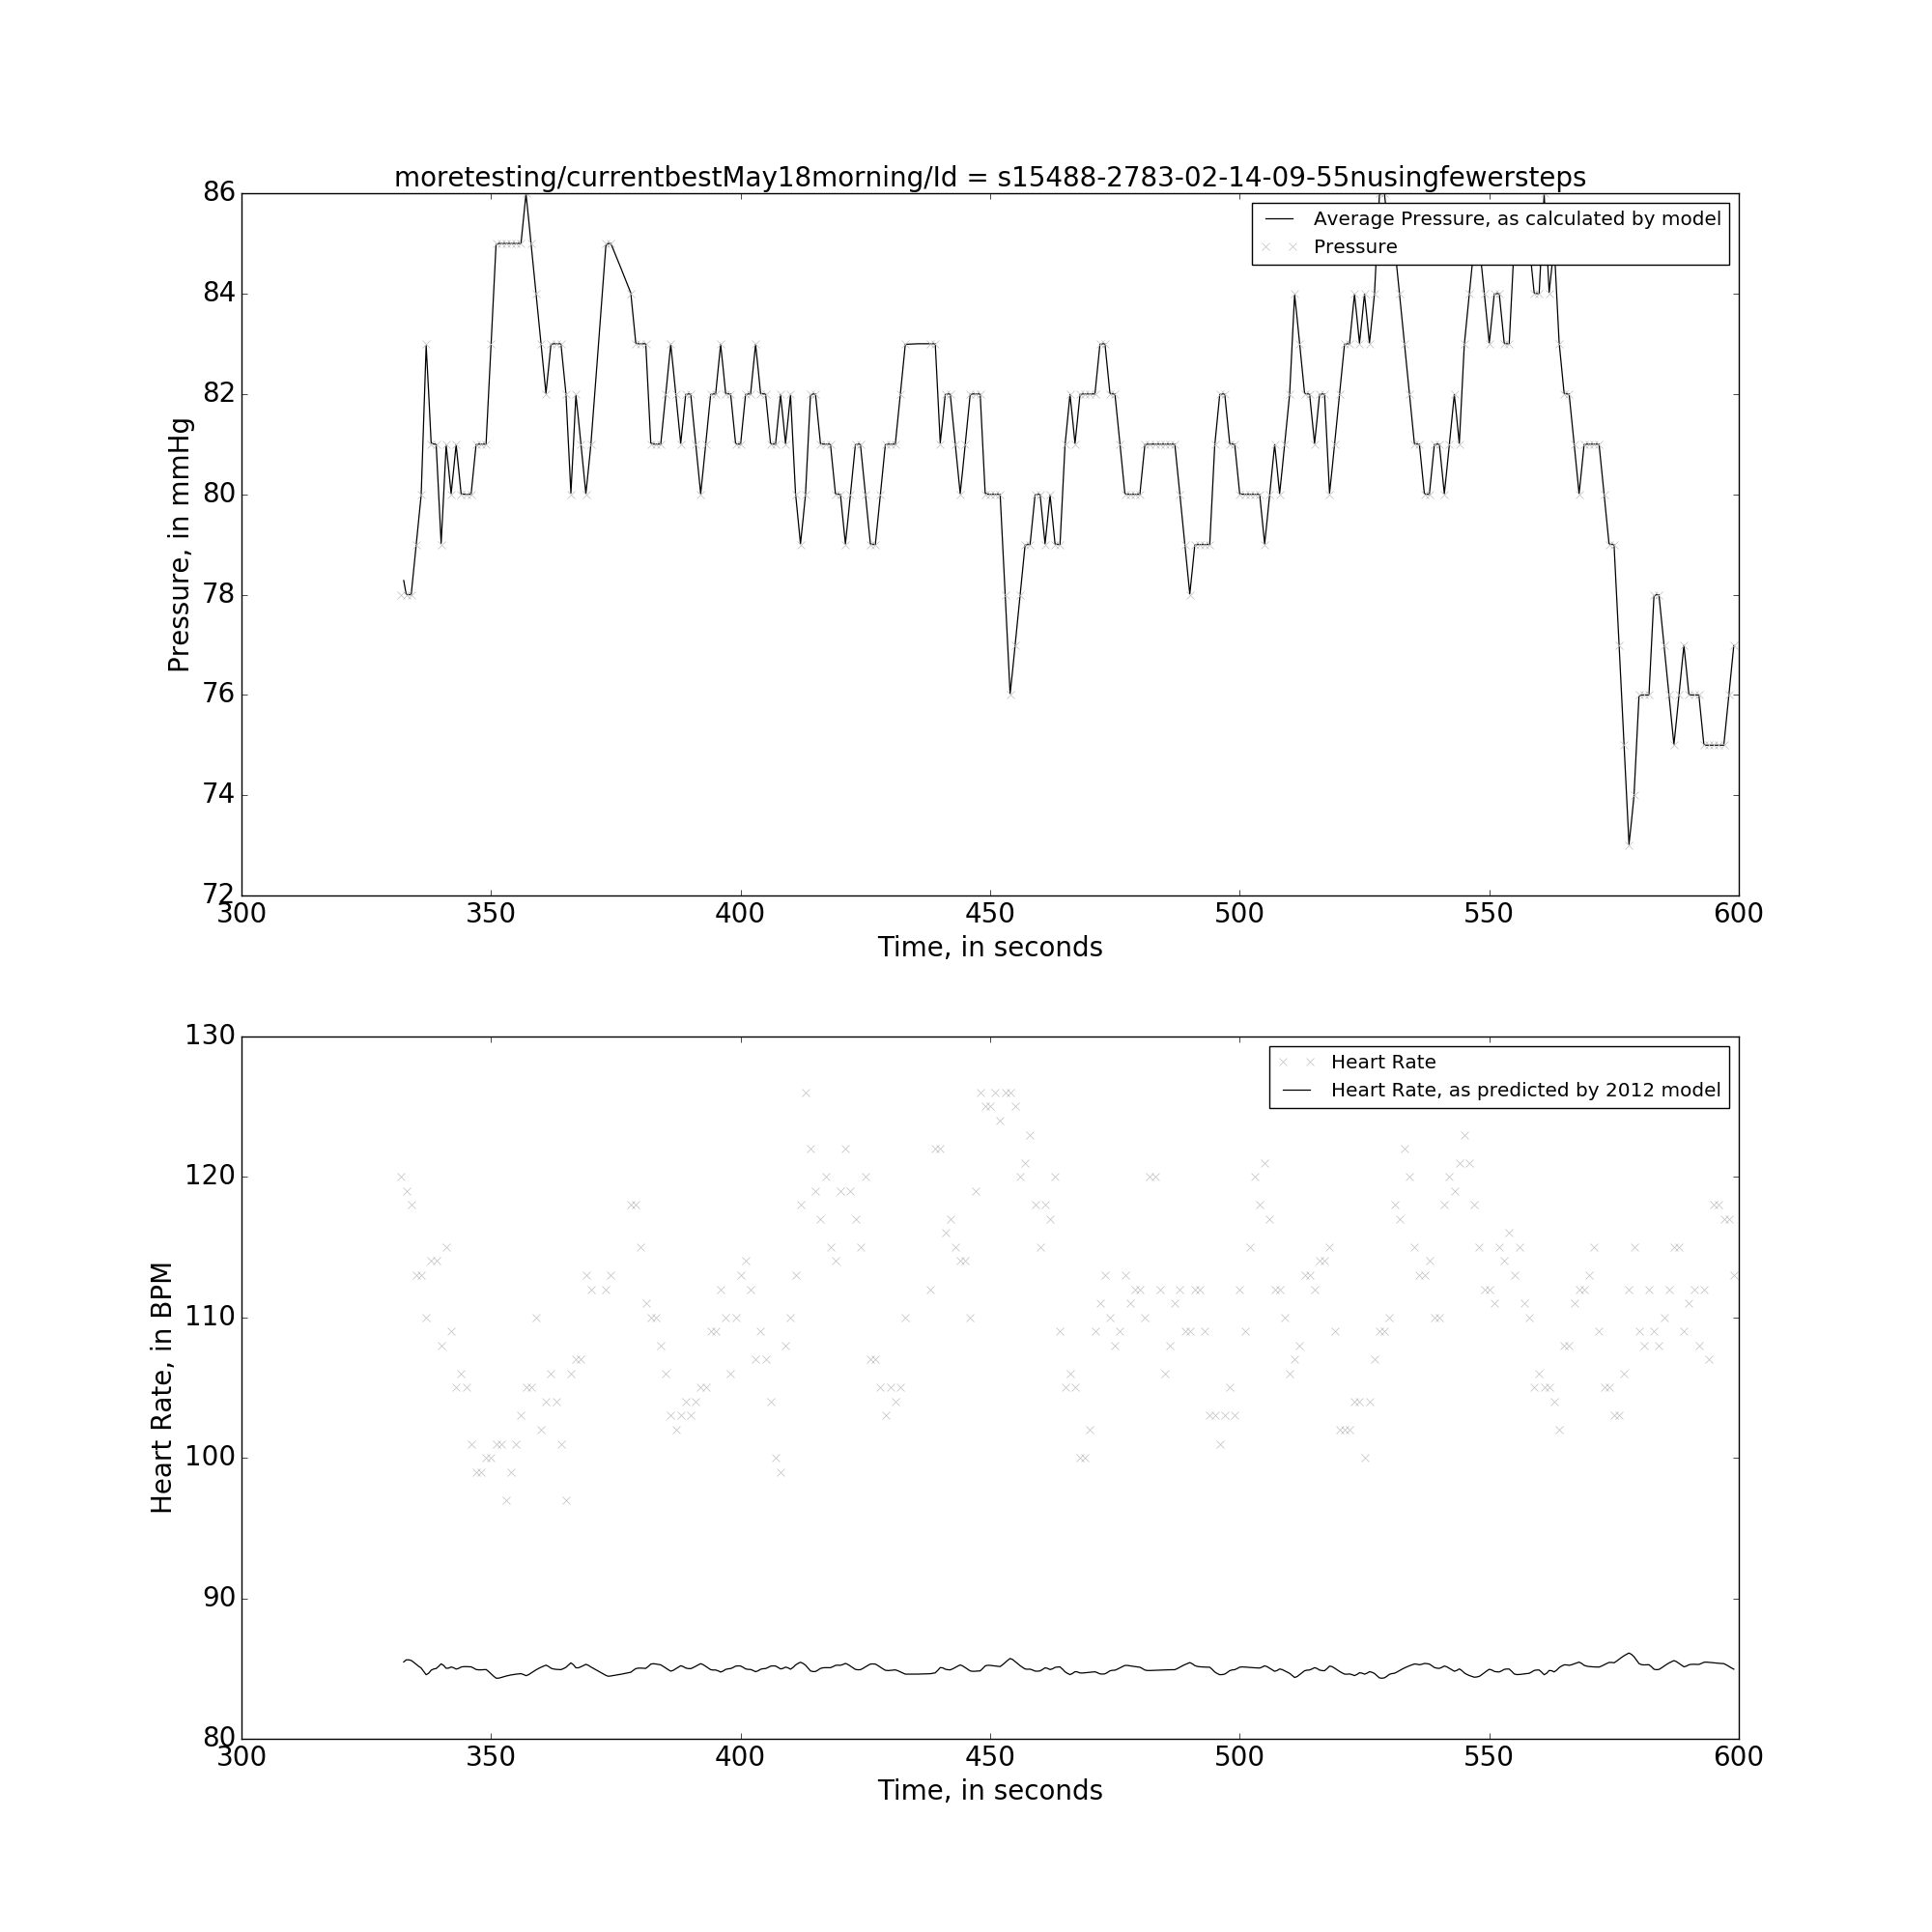 moretesting/currentbestMay18morning/Id = s15488-2783-02-14-09-55nusingfewersteps
86
84
82
80
78
76
74
72
Pressure, in mmHg
Average Pressure, as calculated by model
Pressure
300 350 400 450 500 550 600
Time, in seconds
130
120
110
100
90
80
Heart Rate, in BPM
Heart Rate
Heart Rate, as predicted by 2012 model
300 350 400 450 500 550 600
Time, in seconds